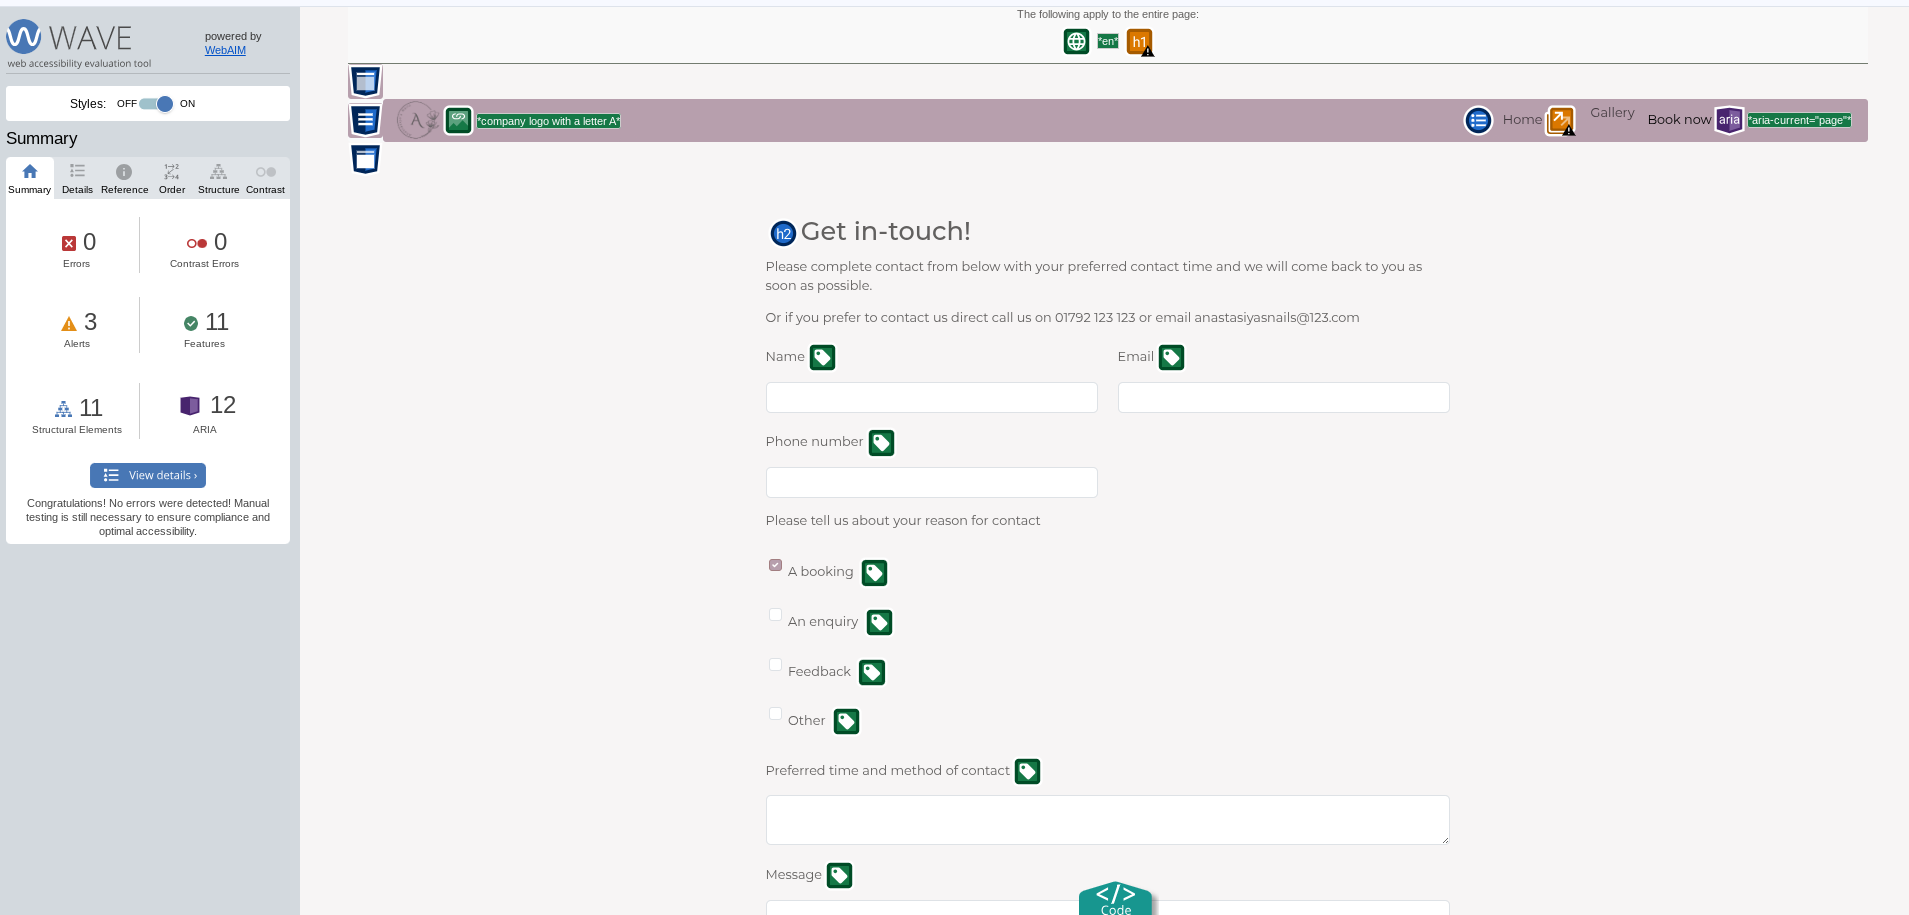 WAVE
web accessibility evaluation tool
powered by
WebAIM
Styles: OFF ON
Summary
Summary Details Reference Order Structure Contrast
0 0
Errors Contrast Errors
3 11
Alerts Features
11 12
Structural Elements ARIA
View details ›
Congratulations! No errors were detected! Manual
testing is still necessary to ensure compliance and
optimal accessibility.
The following apply to the entire page:
*en* h1
A *company logo with a letter A* Home Gallery Book now aria *aria-current="page"*
h2 Get in-touch!
Please complete contact from below with your preferred contact time and we will come back to you as
soon as possible.
Or if you prefer to contact us direct call us on 01792 123 123 or email anastasiyasnails@123.com
Name Email
Phone number
Please tell us about your reason for contact
A booking
An enquiry
Feedback
Other
Preferred time and method of contact
Message
</>
Code